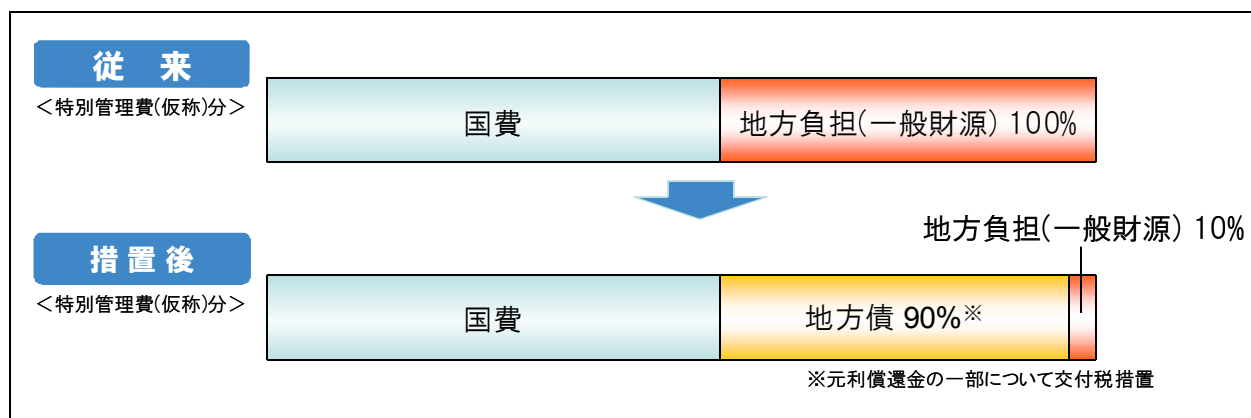 従 来
＜特別管理費(仮称)分＞
国費
地方負担(一般財源) 100%
地方負担(一般財源) 10%
措置後
＜特別管理費(仮称)分＞
国費
地方債 90%※
※元利償還金の一部について交付税措置